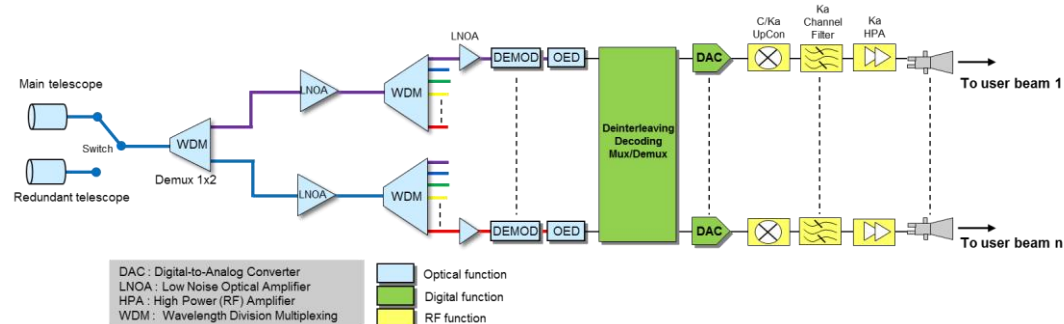 LNOA
C/Ka
UpCon
Ka
Channel
Filter
Ka
HPA
DEMOD
OED
DAC
To user beam 1
Main telescope
Switch
Redundant telescope
WDM
Demux 1x2
LNOA
WDM
Deinterleaving
Decoding
Mux/Demux
LNOA
WDM
DEMOD
OED
DAC
To user beam n
DAC : Digital-to-Analog Converter
LNOA : Low Noise Optical Amplifier
HPA : High Power (RF) Amplifier
WDM : Wavelength Division Multiplexing
Optical function
Digital function
RF function